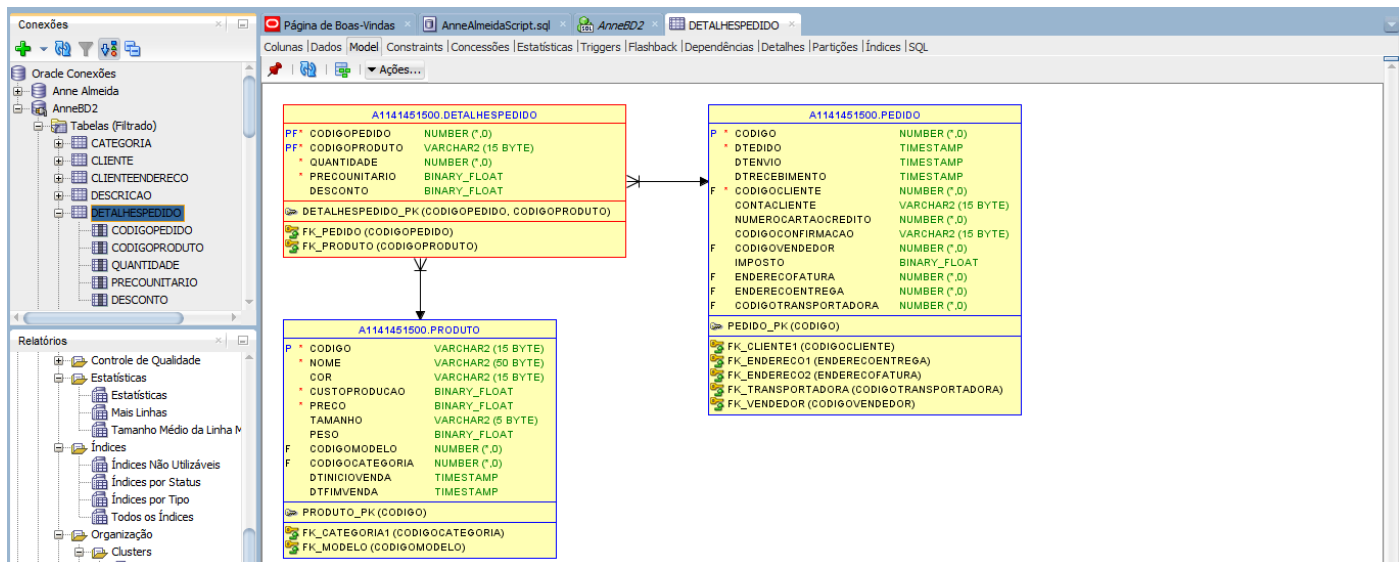 Conexões
Oracle Conexões
Anne Almeida
AnneBD2
Tabelas (Filtrado)
CATEGORIA
CLIENTE
CLIENTEENDERECO
DESCRICAO
DETALHESPEDIDO
CODIGOPEDIDO
CODIGOPRODUTO
QUANTIDADE
PRECOUNITARIO
DESCONTO
Relatórios
Controle de Qualidade
Estatísticas
Estatísticas
Mais Linhas
Tamanho Médio da Linha M
Índices
Índices Não Utilizáveis
Índices por Status
Índices por Tipo
Todos os Índices
Organização
Clusters
Página de Boas-Vindas AnneAlmeidaScript.sql AnneBD2 DETALHESPEDIDO
Colunas |Dados |Model Constraints |Concessões |Estatísticas |Triggers |Flashback |Dependências |Detalhes |Partições |Índices |SQL
Ações...
A1141451500.DETALHESPEDIDO
PF* CODIGOPEDIDO NUMBER (*,0)
PF* CODIGOPRODUTO VARCHAR2 (15 BYTE)
* QUANTIDADE NUMBER (*,0)
* PRECOUNITARIO BINARY_FLOAT
DESCONTO BINARY_FLOAT
DETALHESPEDIDO_PK (CODIGOPEDIDO, CODIGOPRODUTO)
FK_PEDIDO (CODIGOPEDIDO)
FK_PRODUTO (CODIGOPRODUTO)
A1141451500.PEDIDO
P * CODIGO NUMBER (*,0)
* DTEDIDO TIMESTAMP
DTENVIO TIMESTAMP
DTRECEBIMENTO TIMESTAMP
F * CODIGOCLIENTE NUMBER (*,0)
CONTACLIENTE VARCHAR2 (15 BYTE)
NUMEROCARTAOCREDITO NUMBER (*,0)
CODIGOCONFIRMACAO VARCHAR2 (15 BYTE)
F CODIGOVENDEDOR NUMBER (*,0)
IMPOSTO BINARY_FLOAT
F ENDERECOFATURA NUMBER (*,0)
F ENDERECOENTREGA NUMBER (*,0)
F CODIGOTRANSPORTADORA NUMBER (*,0)
PEDIDO_PK (CODIGO)
FK_CLIENTE1 (CODIGOCLIENTE)
FK_ENDERECO1 (ENDERECOENTREGA)
FK_ENDERECO2 (ENDERECOFATURA)
FK_TRANSPORTADORA (CODIGOTRANSPORTADORA)
FK_VENDEDOR (CODIGOVENDEDOR)
A1141451500.PRODUTO
P * CODIGO VARCHAR2 (15 BYTE)
* NOME VARCHAR2 (50 BYTE)
COR VARCHAR2 (15 BYTE)
* CUSTOPRODUCAO BINARY_FLOAT
* PRECO BINARY_FLOAT
TAMANHO VARCHAR2 (5 BYTE)
PESO BINARY_FLOAT
F CODIGOMODELO NUMBER (*,0)
F CODIGOCATEGORIA NUMBER (*,0)
DTINICIOVENDA TIMESTAMP
DTFIMVENDA TIMESTAMP
PRODUTO_PK (CODIGO)
FK_CATEGORIA1 (CODIGOCATEGORIA)
FK_MODELO (CODIGOMODELO)